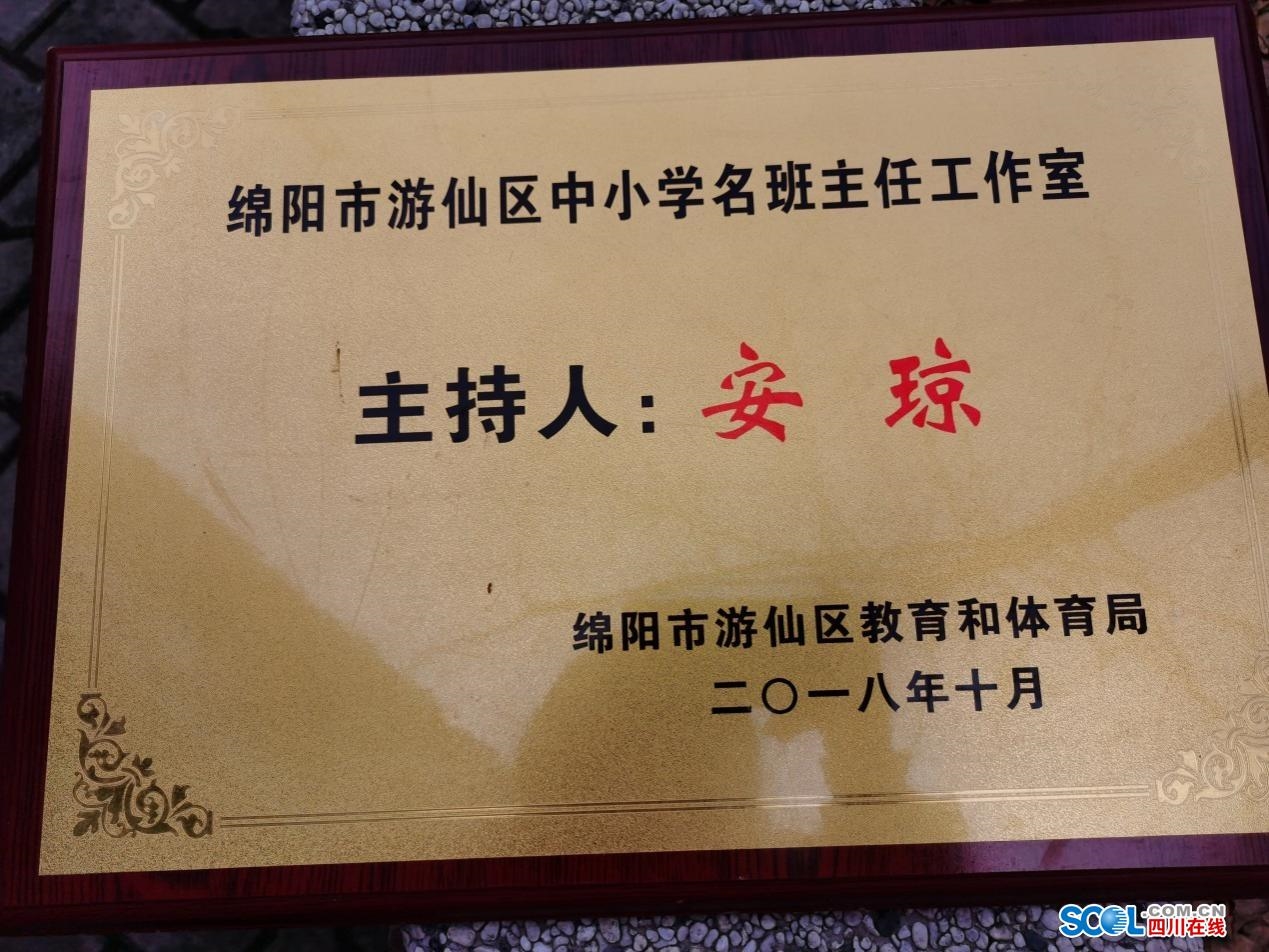 绵阳市游仙区中小学名班主任工作室
主持人：安 琼
绵阳市游仙区教育和体育局
二〇一八年十月
SCOL.COM.CN
四川在线